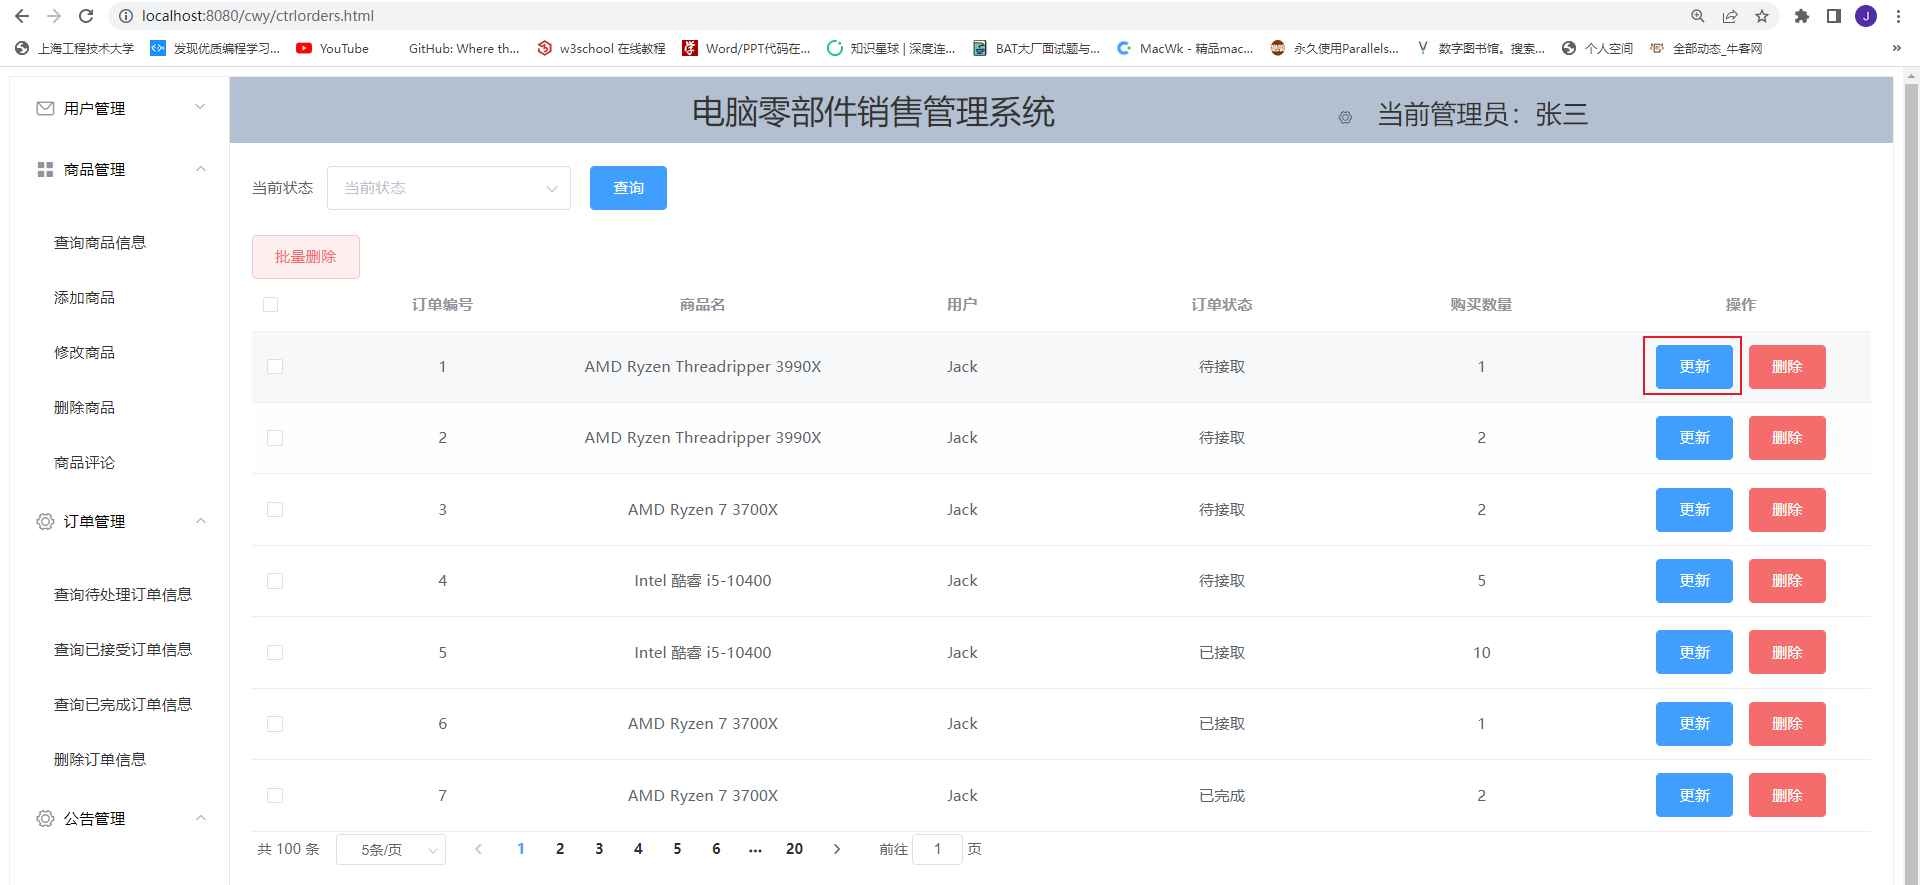 localhost:8080/cwy/ctrlorders.html
J
上海工程技术大学 发现优质编程学习... YouTube GitHub: Where th... w3school 在线教程 Word/PPT代码在... 知识星球 | 深度连... BAT大厂面试题与... MacWk - 精品mac... 永久使用Parallels... 数字图书馆。搜索... 个人空间 全部动态_牛客网 »
用户管理
商品管理
查询商品信息
添加商品
修改商品
删除商品
商品评论
订单管理
查询待处理订单信息
查询已接受订单信息
查询已完成订单信息
删除订单信息
公告管理
电脑零部件销售管理系统 当前管理员：张三
当前状态 当前状态 查询
批量删除
订单编号 商品名 用户 订单状态 购买数量 操作
1 AMD Ryzen Threadripper 3990X Jack 待接取 1 更新 删除
2 AMD Ryzen Threadripper 3990X Jack 待接取 2 更新 删除
3 AMD Ryzen 7 3700X Jack 待接取 2 更新 删除
4 Intel 酷睿 i5-10400 Jack 待接取 5 更新 删除
5 Intel 酷睿 i5-10400 Jack 已接取 10 更新 删除
6 AMD Ryzen 7 3700X Jack 已接取 1 更新 删除
7 AMD Ryzen 7 3700X Jack 已完成 2 更新 删除
共 100 条 5条/页 1 2 3 4 5 6 ... 20 前往 1 页